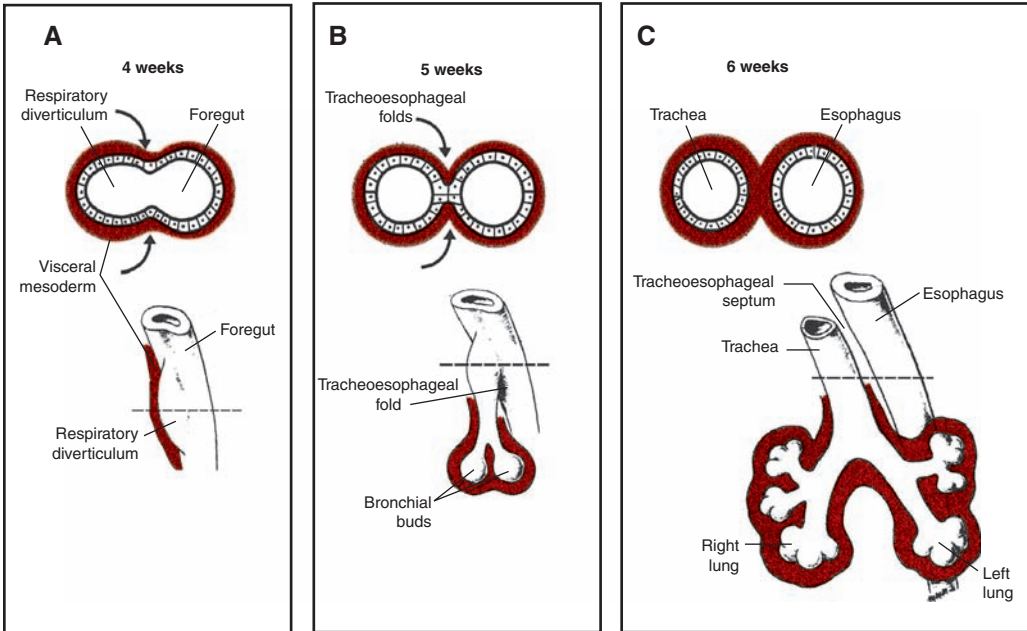 A
4 weeks
Respiratory
diverticulum
Foregut
Visceral
mesoderm
Foregut
Respiratory
diverticulum
B
5 weeks
Tracheoesophageal
folds
Tracheoesophageal
fold
Bronchial
buds
C
6 weeks
Trachea
Esophagus
Tracheoesophageal
septum
Esophagus
Trachea
Right
lung
Left
lung